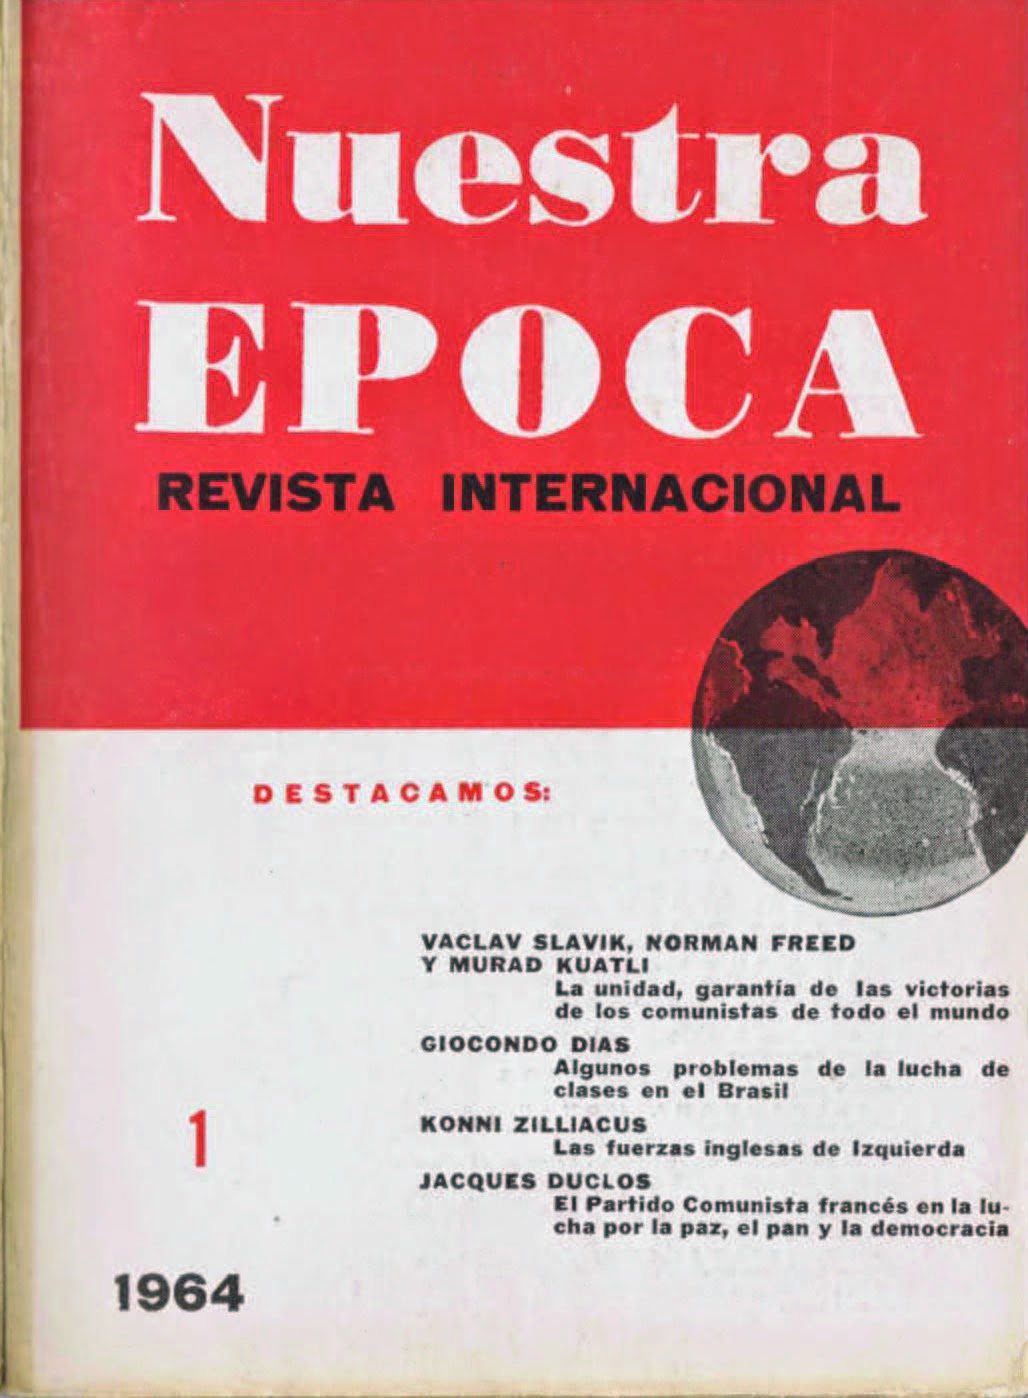 Nuestra
EPOCA
REVISTA INTERNACIONAL
DESTACAMOS:
VACLAV SLAVIK, NORMAN FREED
Y MURAD KUATLI
La unidad, garantía de las victorias
de los comunistas de todo el mundo
GIOCONDO DIAS
Algunos problemas de la lucha de
clases en el Brasil
KONNI ZILLIACUS
Las fuerzas inglesas de Izquierda
JACQUES DUCLOS
El Partido Comunista francés en la lu-
cha por la paz, el pan y la democracia
1
1964